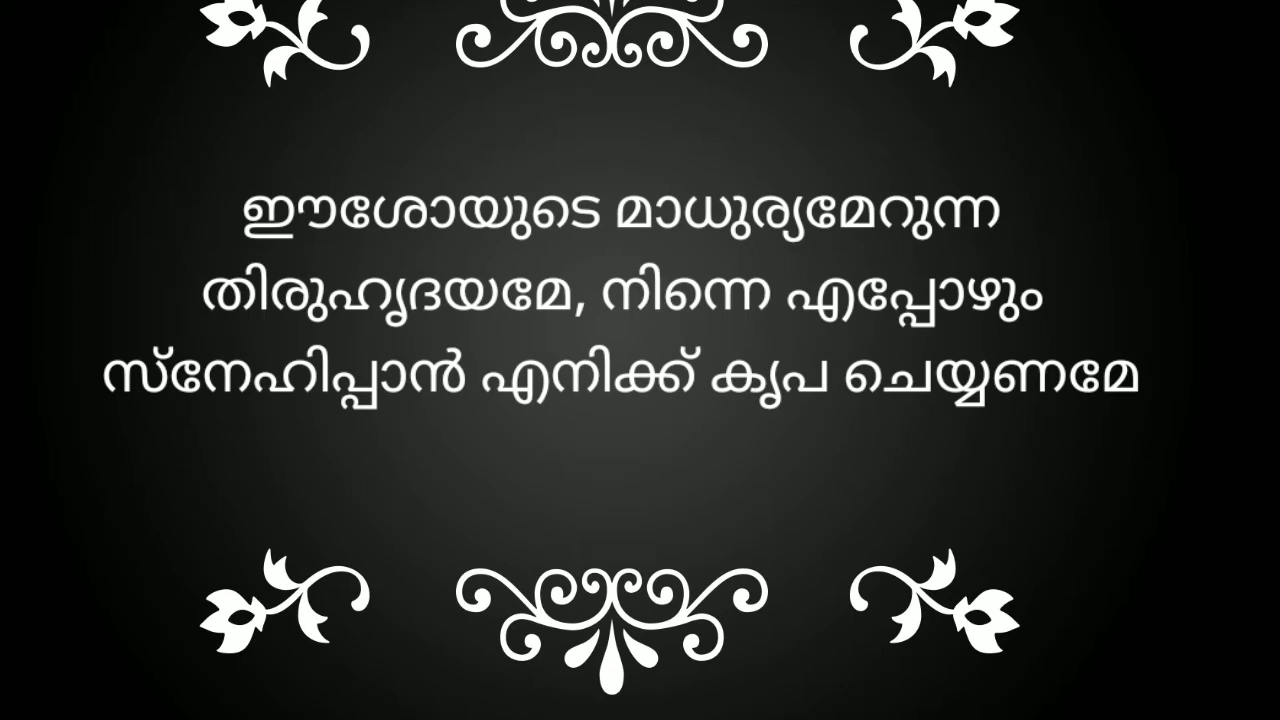 ഈശോയുടെ മാധുര്യമേറുന്ന
തിരുഹൃദയമേ, നിന്നെ എപ്പോഴും
സ്നേഹിപ്പാൻ എനിക്ക് കൃപ ചെയ്യണമേ